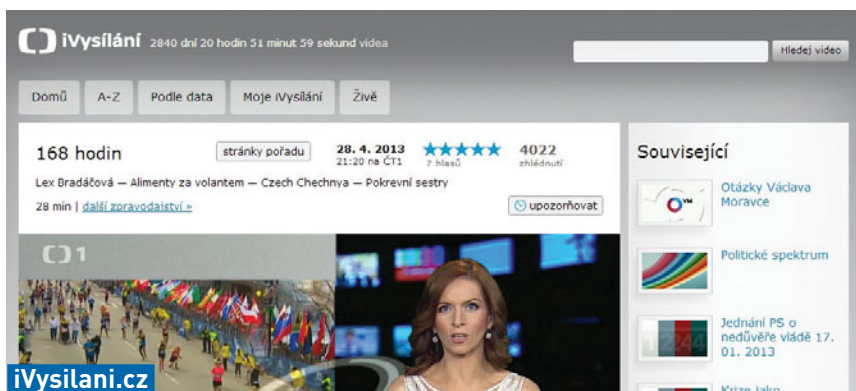 iVysílání 2840 dní 20 hodin 51 minut 59 sekund videa
Hledej video
Domů A-Z Podle data Moje iVysílání Živě
168 hodin stránky pořadu 28. 4. 2013 4022
21:20 na ČT1 7 hlasů zhlédnutí
Lex Bradáčová — Alimenty za volantem — Czech Chechnya — Pokrevní sestry
28 min | další zpravodajství » upozorňovat
1
iVysilani.cz
Související
Otázky Václava
Moravce
Politické spektrum
Jednání PS o
nedůvěře vládě 17.
01. 2013
Krize jako